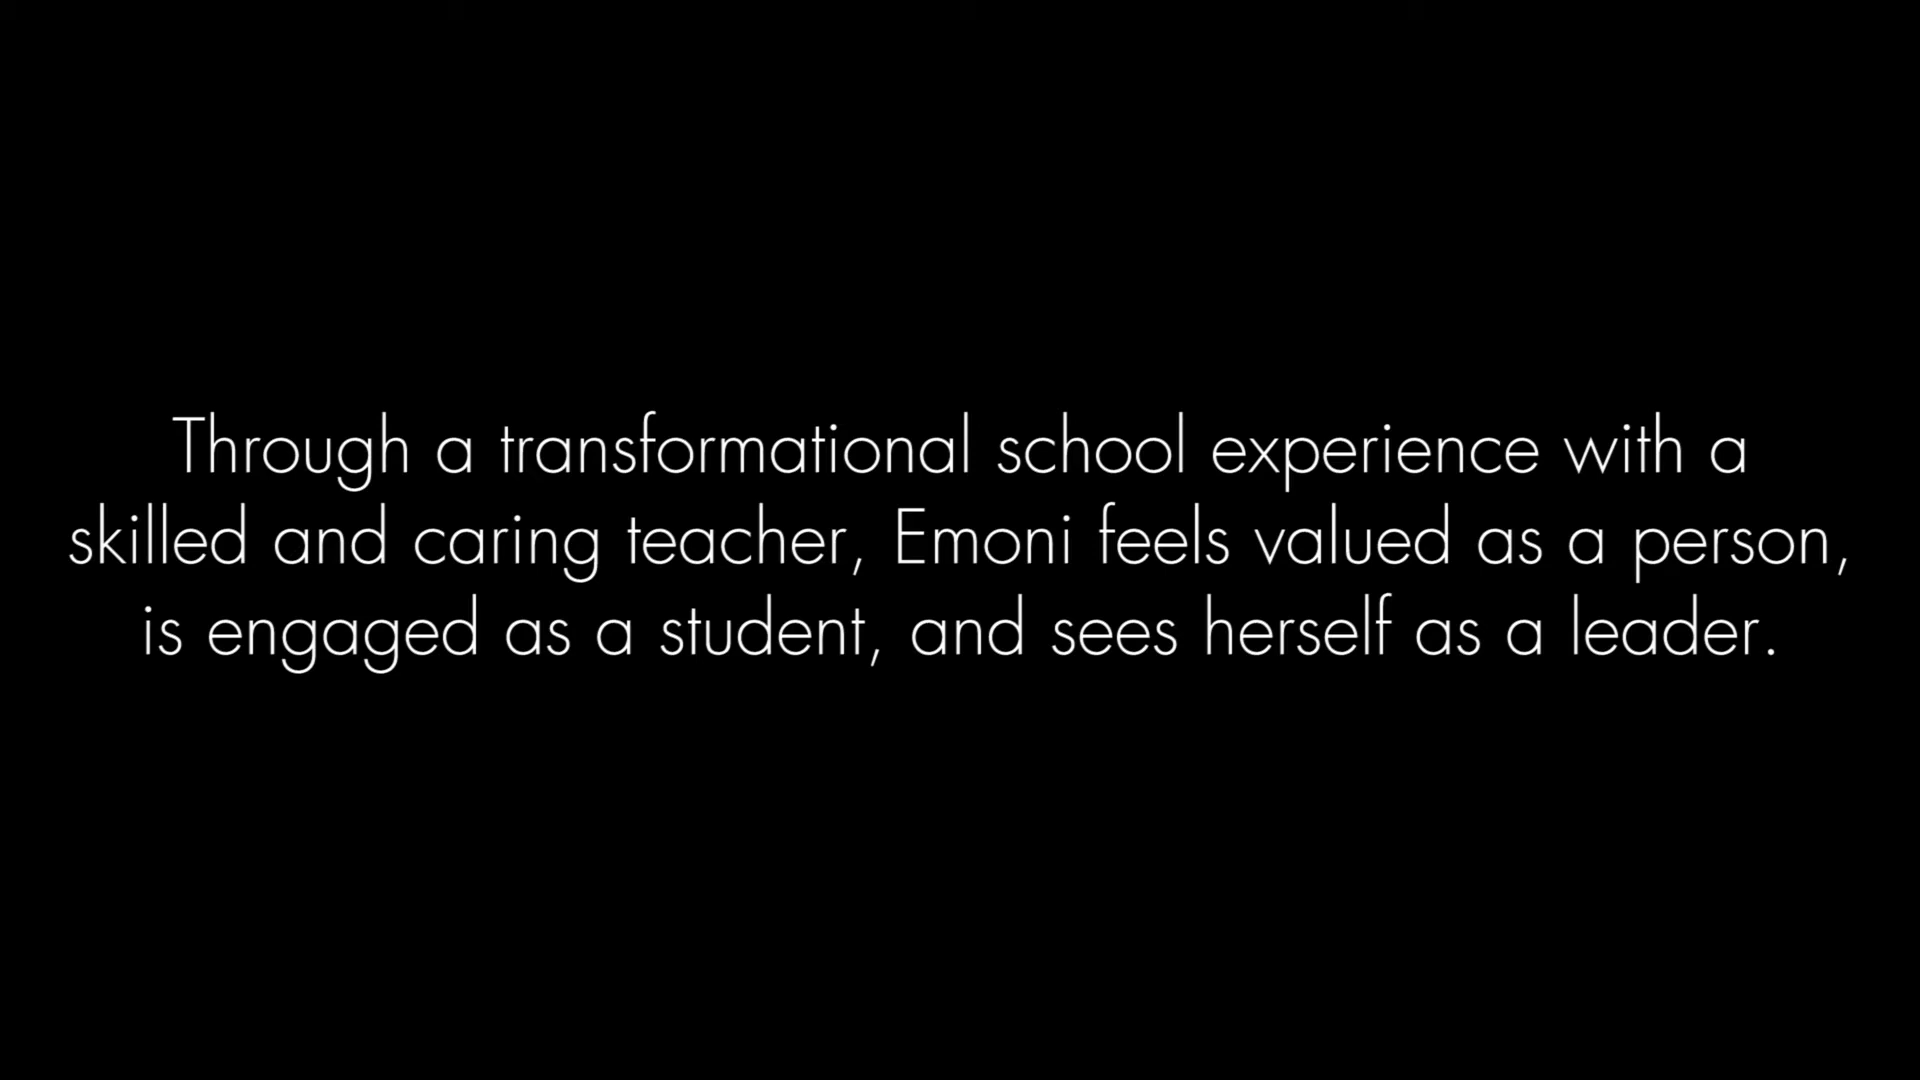 Through a transformational school experience with a
skilled and caring teacher, Emoni feels valued as a person,
is engaged as a student, and sees herself as a leader.